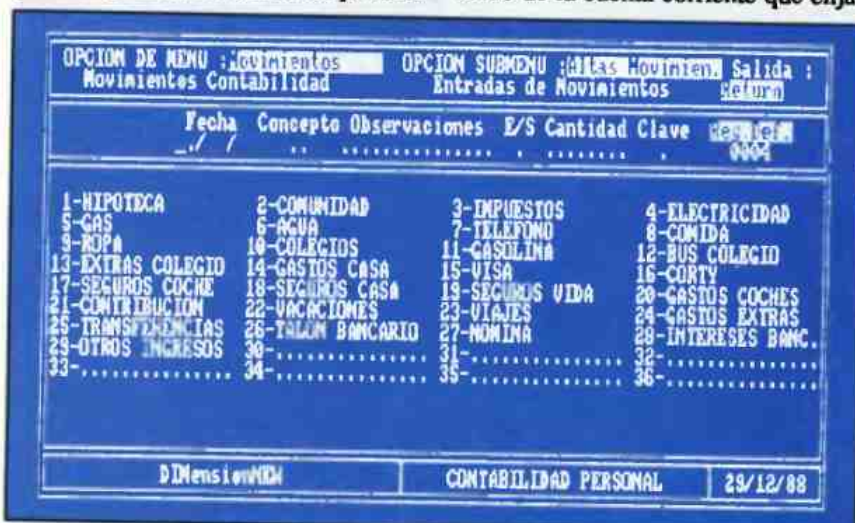 corriente que
OPCION DE MENU :Movimientos OPCION SUBMENU :Altas Movimien. Salida :
Movimientos Contabilidad Entradas de Movimientos Return
Fecha Concepto Observaciones E/S Cantidad Clave Reg.Ref.
_./ / .. ................ . ........ . 0004
1-HIPOTECA 2-COMUNIDAD 3-IMPUESTOS 4-ELECTRICIDAD
5-GAS 6-AGUA 7-TELEFONO 8-COMIDA
9-ROPA 10-COLEGIOS 11-GASOLINA 12-BUS COLEGIO
13-EXTRAS COLEGIO 14-GASTOS CASA 15-VISA 16-CORTY
17-SEGUROS COCHE 18-SEGUROS CASA 19-SEGUROS VIDA 20-GASTOS COCHES
21-CONTRIBUCION 22-VACACIONES 23-VIAJES 24-GASTOS EXTRAS
25-TRANSFERENCIAS 26-TALON BANCARIO 27-NOMINA 28-INTERESES BANC.
29-OTROS INGRESOS 30-............... 31-............... 32-...............
33-............... 34-............... 35-............... 36-...............
DIMensionNEW CONTABILIDAD PERSONAL 29/12/88